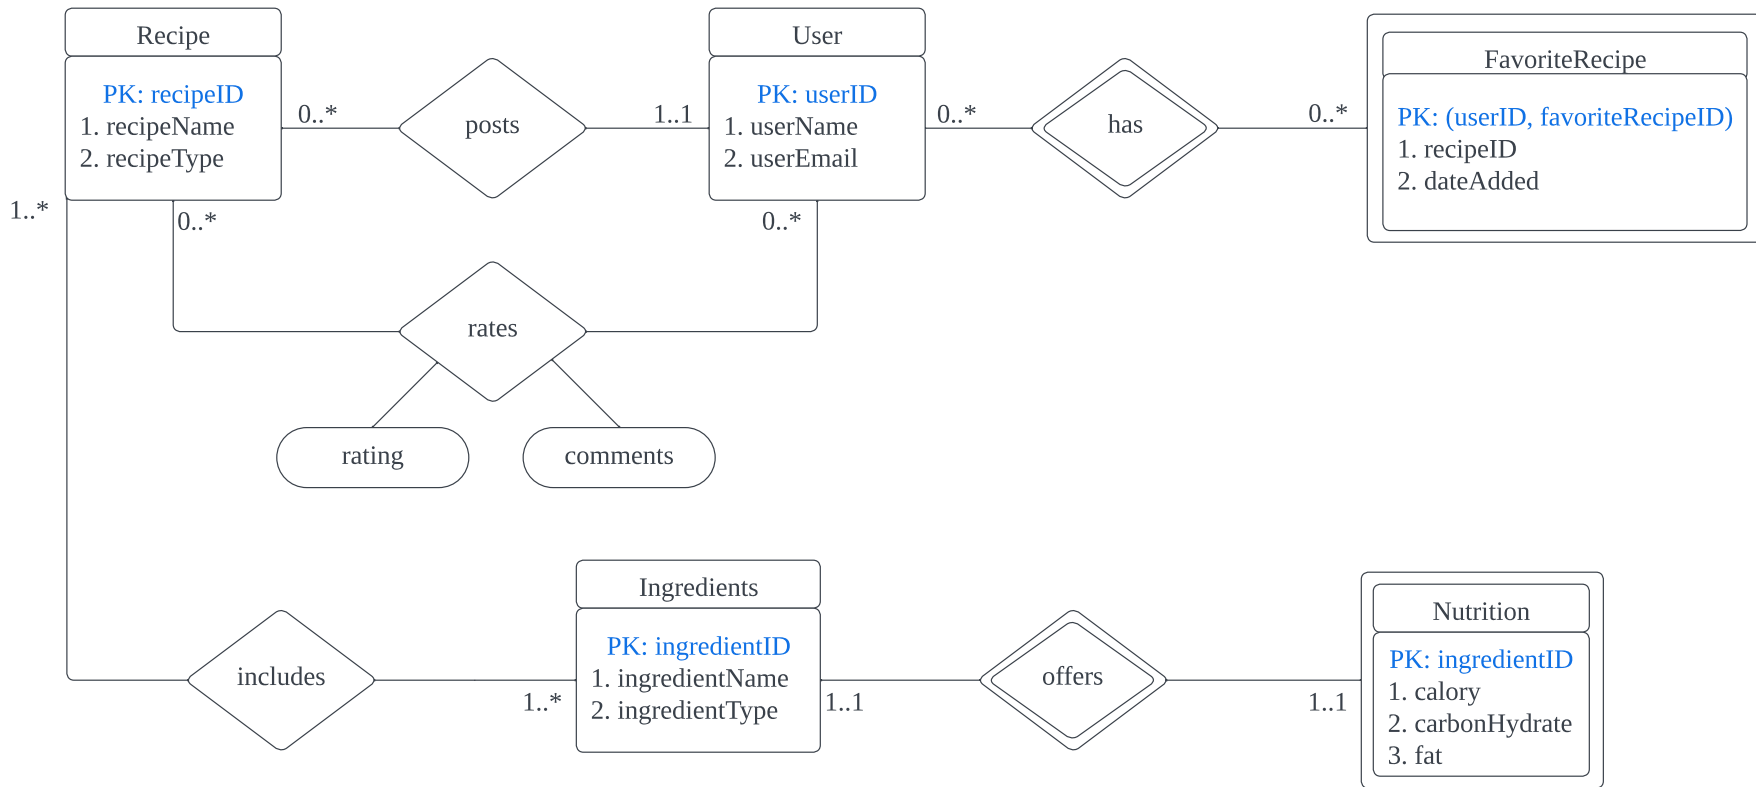 Recipe
PK: recipeID
1. recipeName
2. recipeType
0..*
posts
1..1
User
PK: userID
1. userName
2. userEmail
0..*
has
0..*
FavoriteRecipe
PK: (userID, favoriteRecipeID)
1. recipeID
2. dateAdded
1..*
0..*
0..*
rates
rating
comments
includes
1..*
Ingredients
PK: ingredientID
1. ingredientName
2. ingredientType
1..1
offers
1..1
Nutrition
PK: ingredientID
1. calory
2. carbonHydrate
3. fat